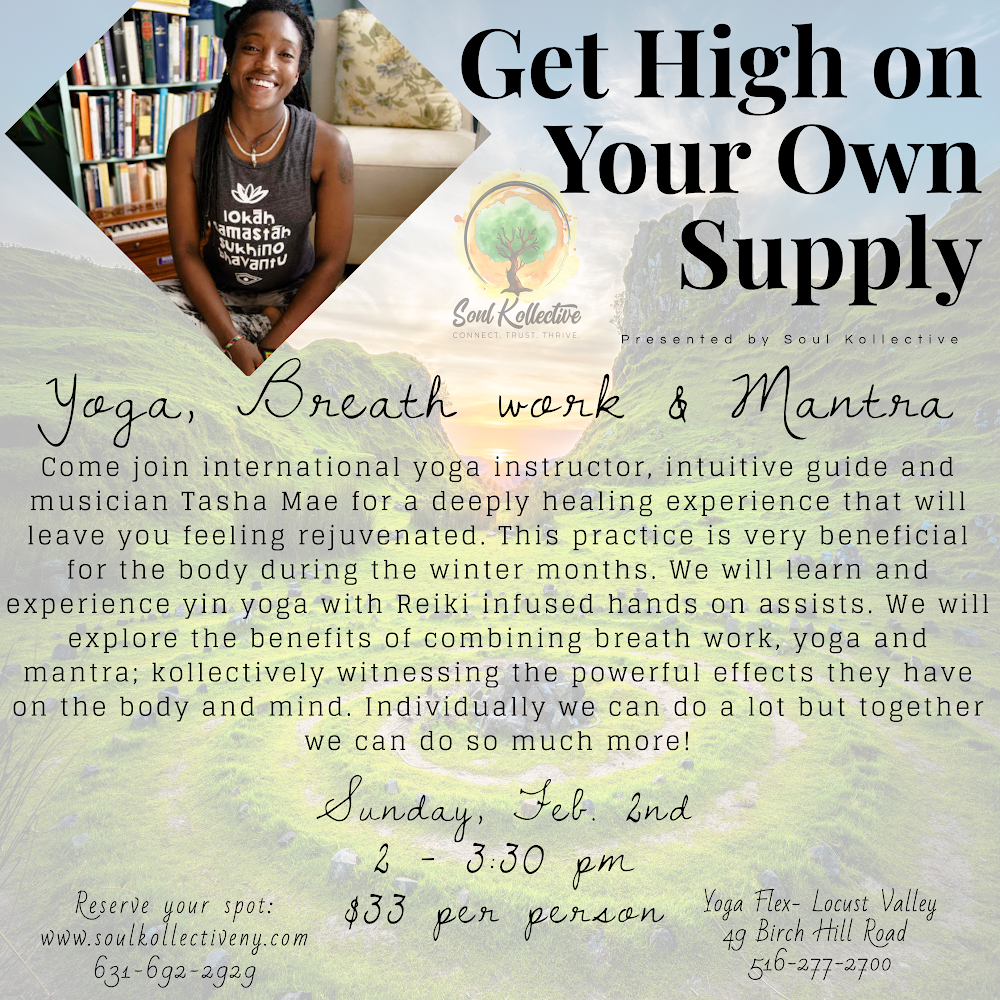 Get High on
Your Own
Supply
lokāh
samastāh
sukhino
bhavantu
Soul Kollective
CONNECT. TRUST. THRIVE.
Presented by Soul Kollective
Yoga, Breath work & Mantra
Come join international yoga instructor, intuitive guide and
musician Tasha Mae for a deeply healing experience that will
leave you feeling rejuvenated. This practice is very beneficial
for the body during the winter months. We will learn and
experience yin yoga with Reiki infused hands on assists. We will
explore the benefits of combining breath work, yoga and
mantra; kollectively witnessing the powerful effects they have
on the body and mind. Individually we can do a lot but together
we can do so much more!
Sunday, Feb. 2nd
2 - 3:30 pm
$33 per person
Reserve your spot:
www.soulkollectiveny.com
631-692-2929
Yoga Flex- Locust Valley
49 Birch Hill Road
516-277-2700